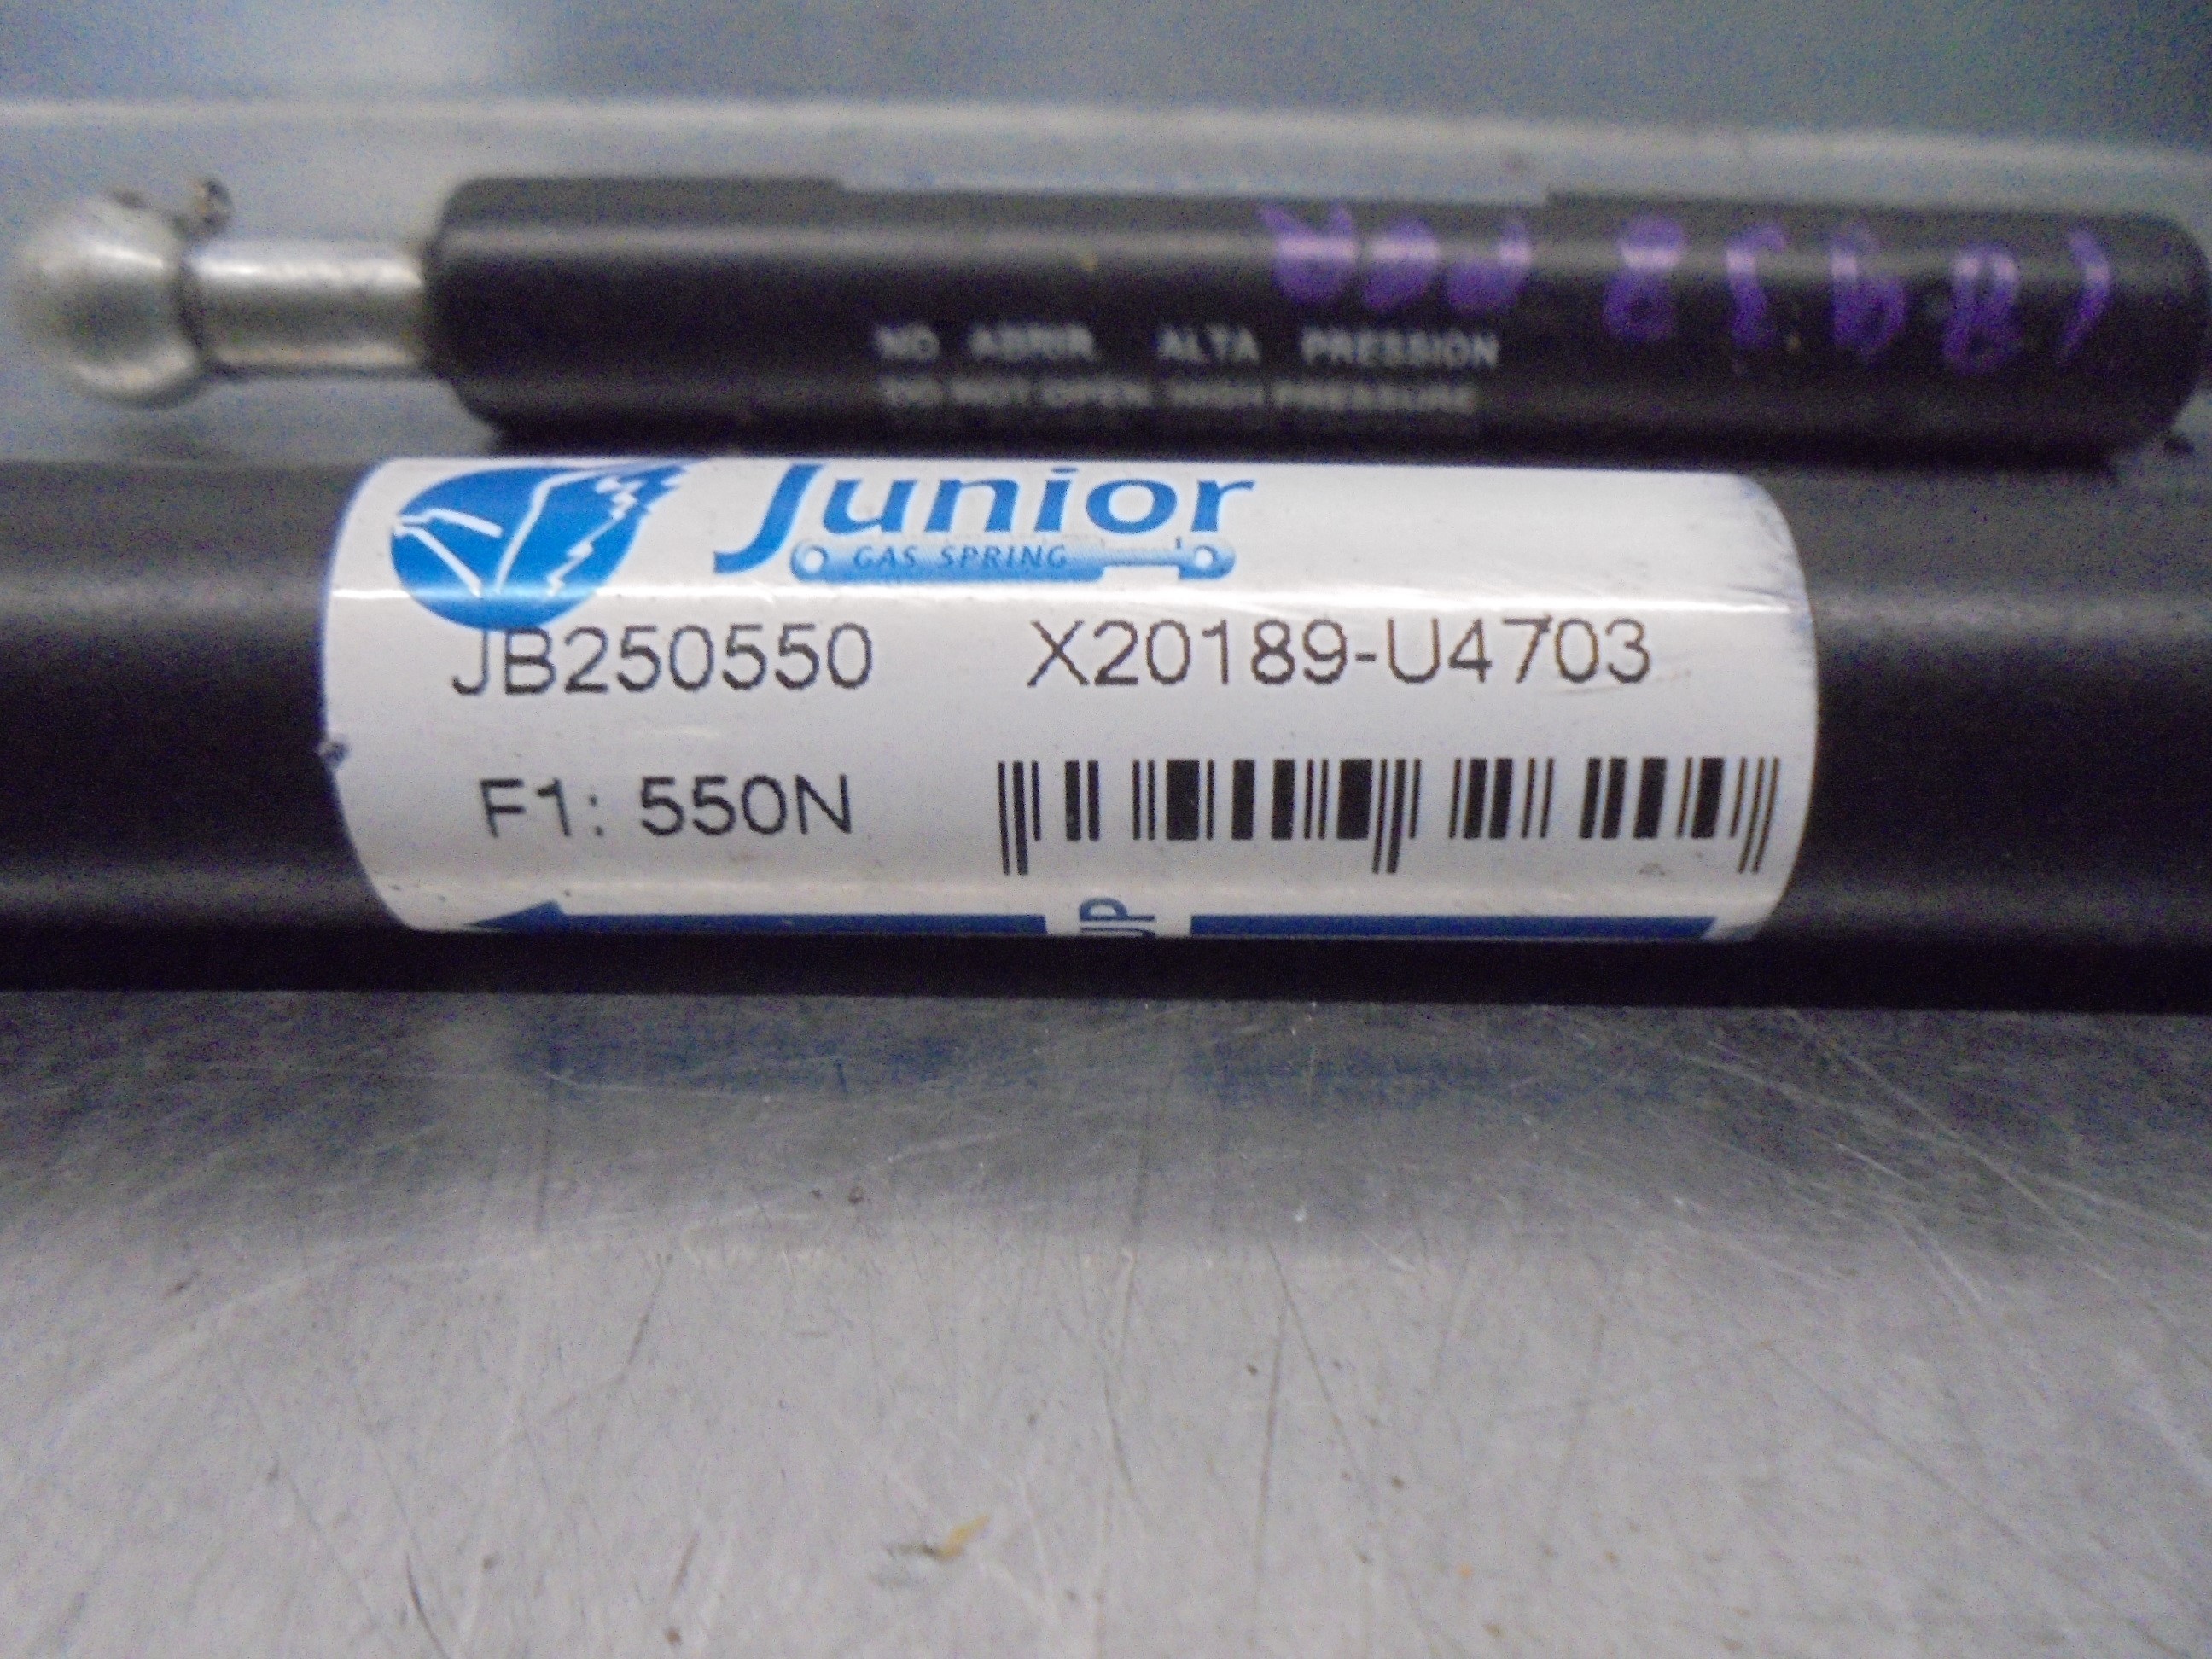 NO ABRIR ALTA PRESSION
DO NOT OPEN HIGH PRESSURE
Junior
GAS SPRING
JB250550 X20189-U4703
F1: 550N
UP